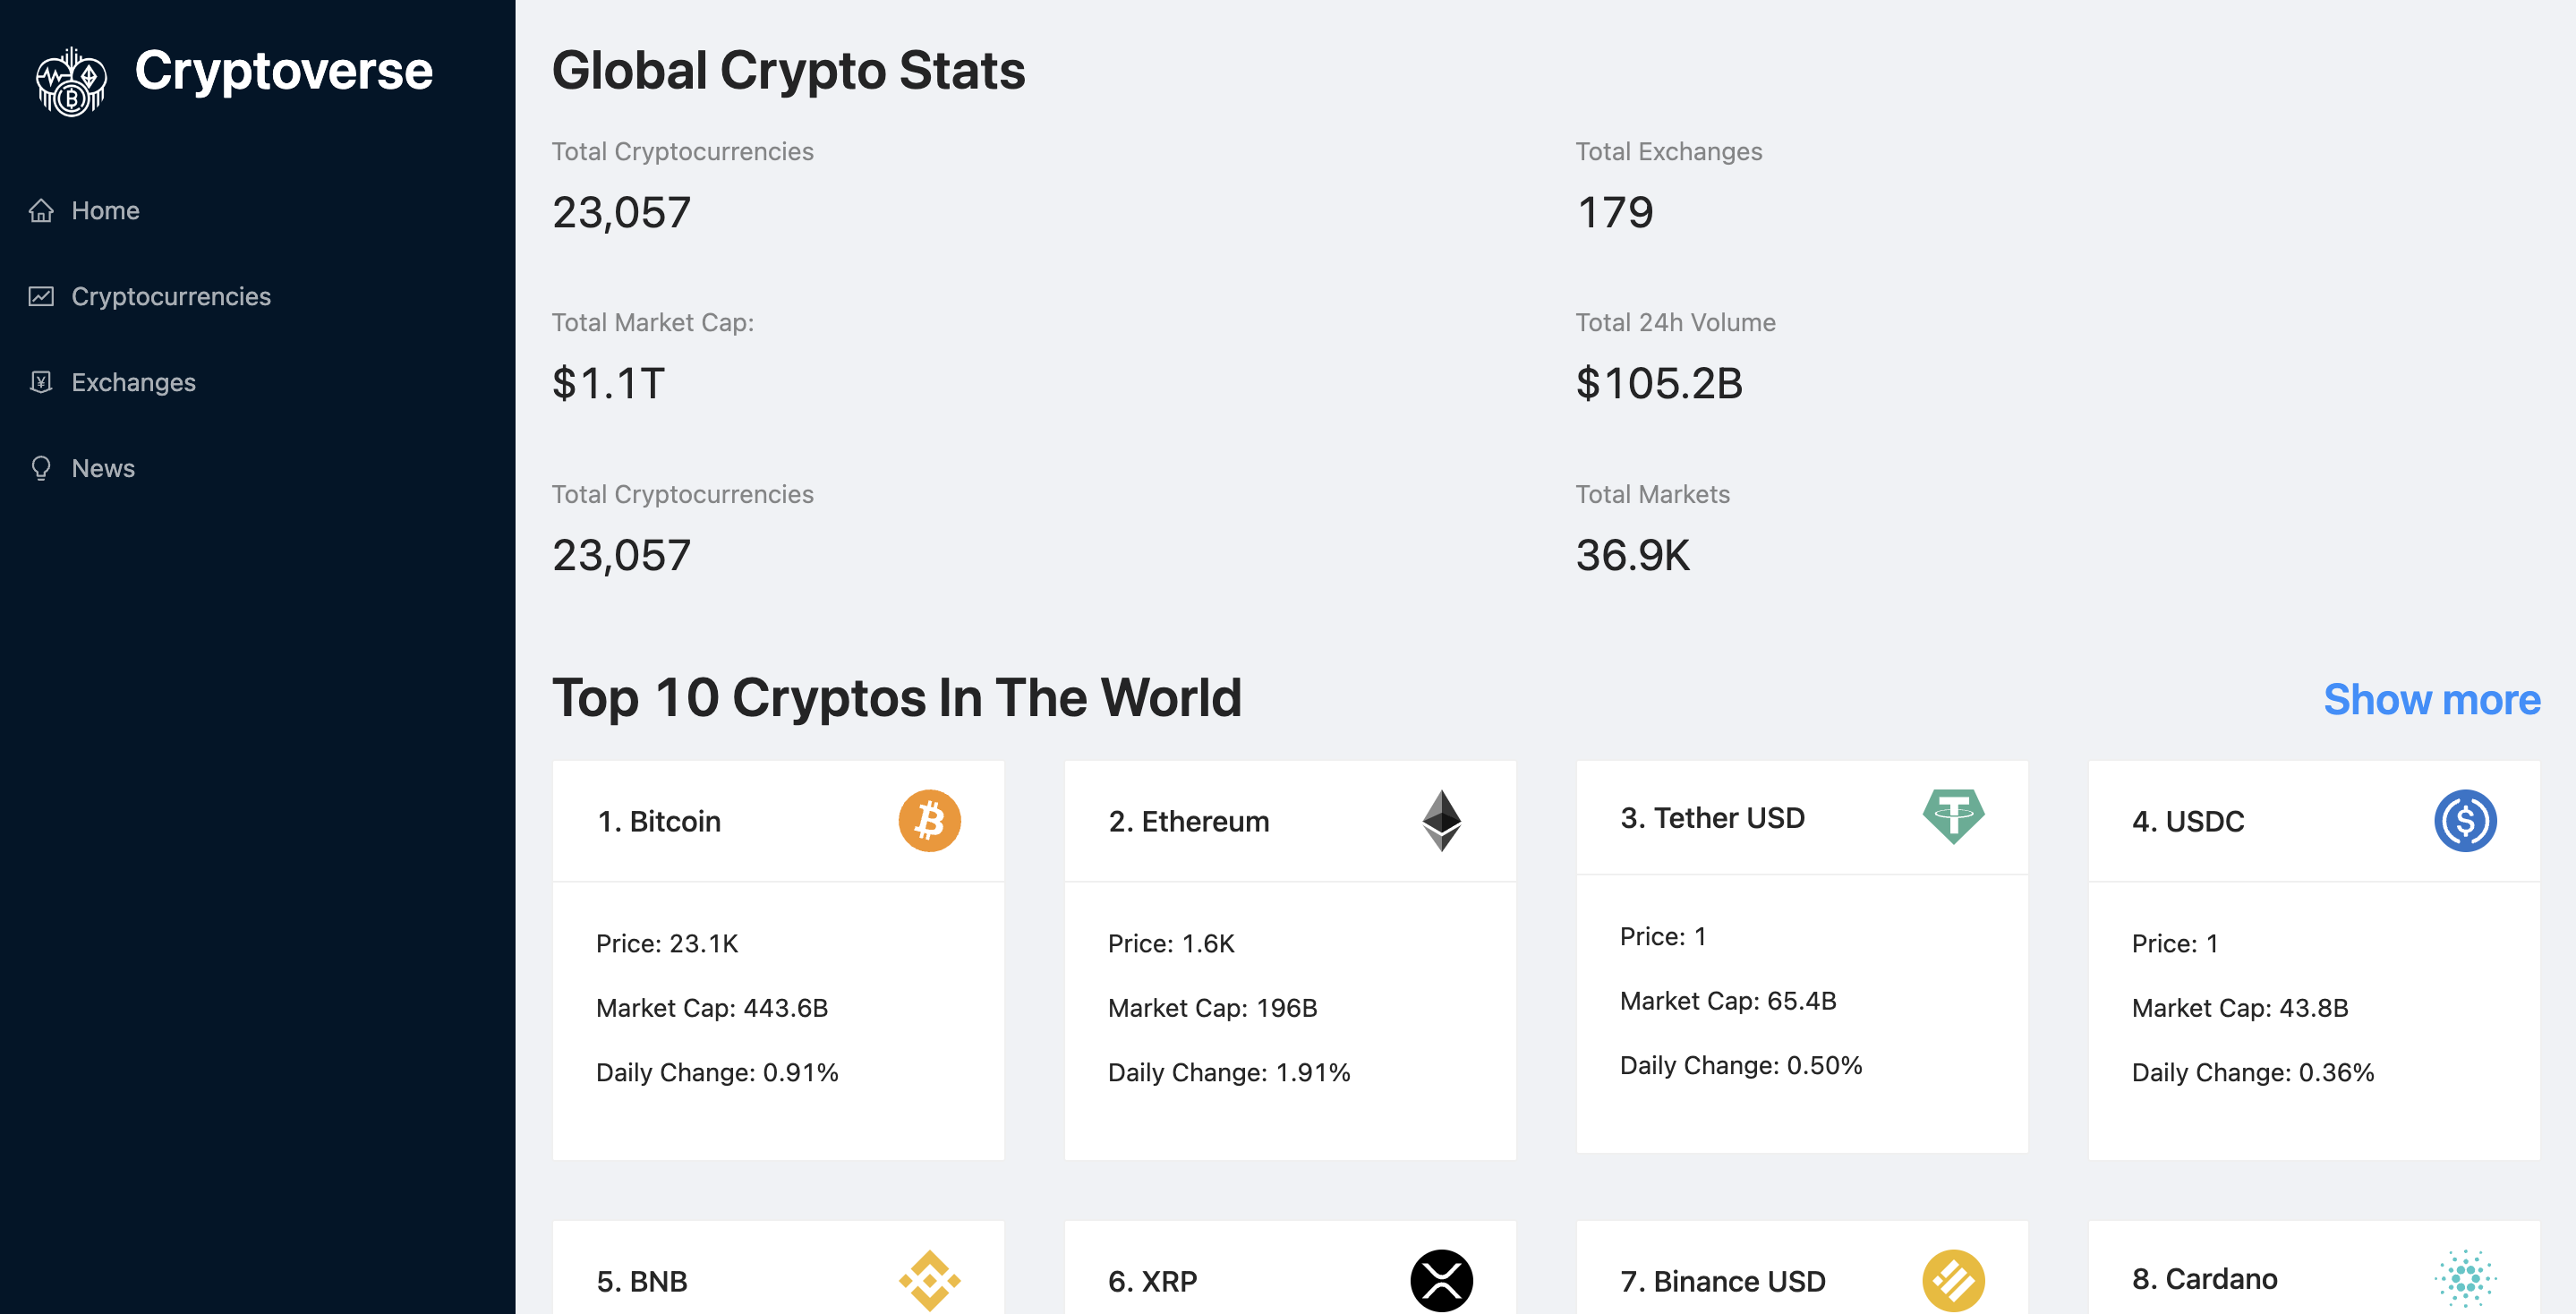 Cryptoverse
Home
Cryptocurrencies
Exchanges
News
Global Crypto Stats
Total Cryptocurrencies
23,057
Total Exchanges
179
Total Market Cap:
$1.1T
Total 24h Volume
$105.2B
Total Cryptocurrencies
23,057
Total Markets
36.9K
Top 10 Cryptos In The World
Show more
1. Bitcoin
Price: 23.1K
Market Cap: 443.6B
Daily Change: 0.91%
2. Ethereum
Price: 1.6K
Market Cap: 196B
Daily Change: 1.91%
3. Tether USD
Price: 1
Market Cap: 65.4B
Daily Change: 0.50%
4. USDC
Price: 1
Market Cap: 43.8B
Daily Change: 0.36%
5. BNB
6. XRP
7. Binance USD
8. Cardano